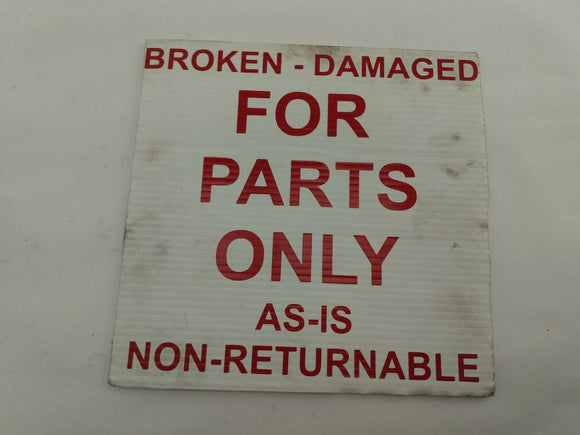 BROKEN - DAMAGED
FOR
PARTS
ONLY
AS-IS
NON-RETURNABLE